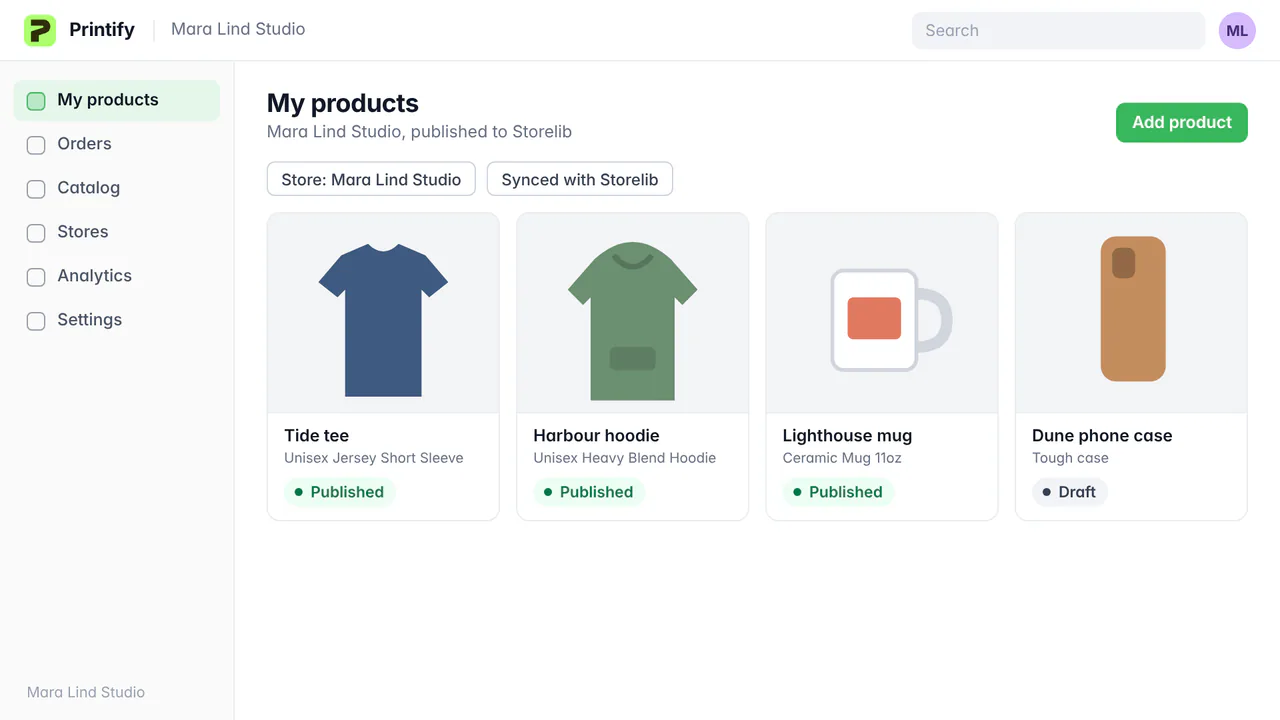 Printify
Mara Lind Studio
Search
ML
My products
Orders
Catalog
Stores
Analytics
Settings
Mara Lind Studio
My products
Mara Lind Studio, published to Storelib
Add product
Store: Mara Lind Studio
Synced with Storelib
Tide tee
Unisex Jersey Short Sleeve
Published
Harbour hoodie
Unisex Heavy Blend Hoodie
Published
Lighthouse mug
Ceramic Mug 11oz
Published
Dune phone case
Tough case
Draft